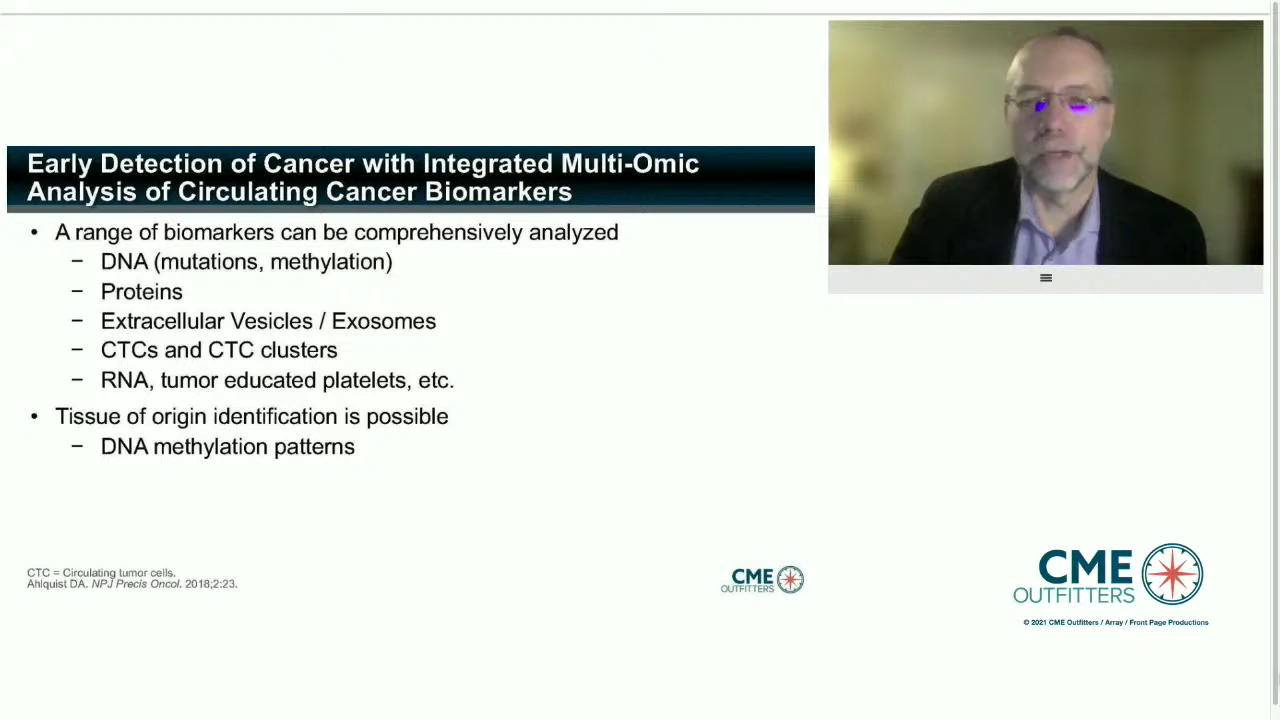 Early Detection of Cancer with Integrated Multi-Omic
Analysis of Circulating Cancer Biomarkers
• A range of biomarkers can be comprehensively analyzed
− DNA (mutations, methylation)
− Proteins
− Extracellular Vesicles / Exosomes
− CTCs and CTC clusters
− RNA, tumor educated platelets, etc.
• Tissue of origin identification is possible
− DNA methylation patterns
CTC = Circulating tumor cells.
Ahlquist DA. NPJ Precis Oncol. 2018;2:23.
CME
OUTFITTERS
CME
OUTFITTERS
© 2021 CME Outfitters / Array / Front Page Productions